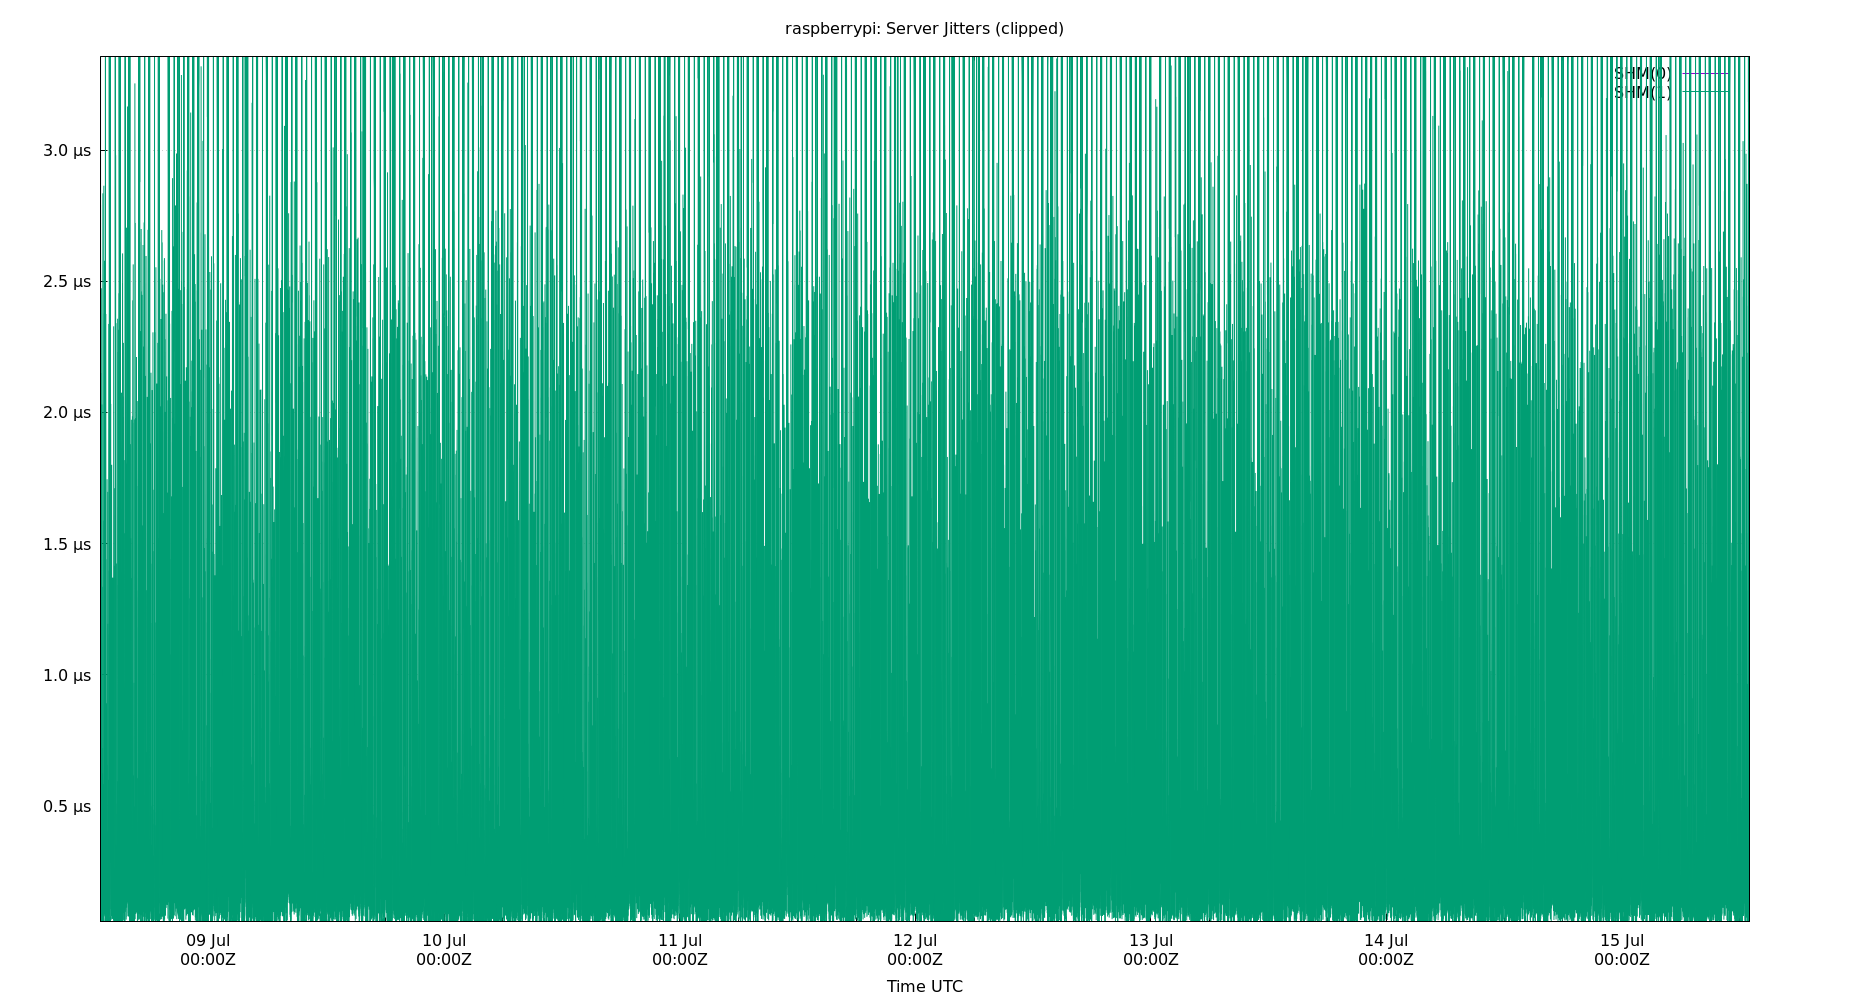 raspberrypi: Server Jitters (clipped)
SHM(0)
SHM(1)
3.0 μs
2.5 μs
2.0 μs
1.5 μs
1.0 μs
0.5 μs
09 Jul 10 Jul 11 Jul 12 Jul 13 Jul 14 Jul 15 Jul
00:00Z 00:00Z 00:00Z 00:00Z 00:00Z 00:00Z 00:00Z
Time UTC